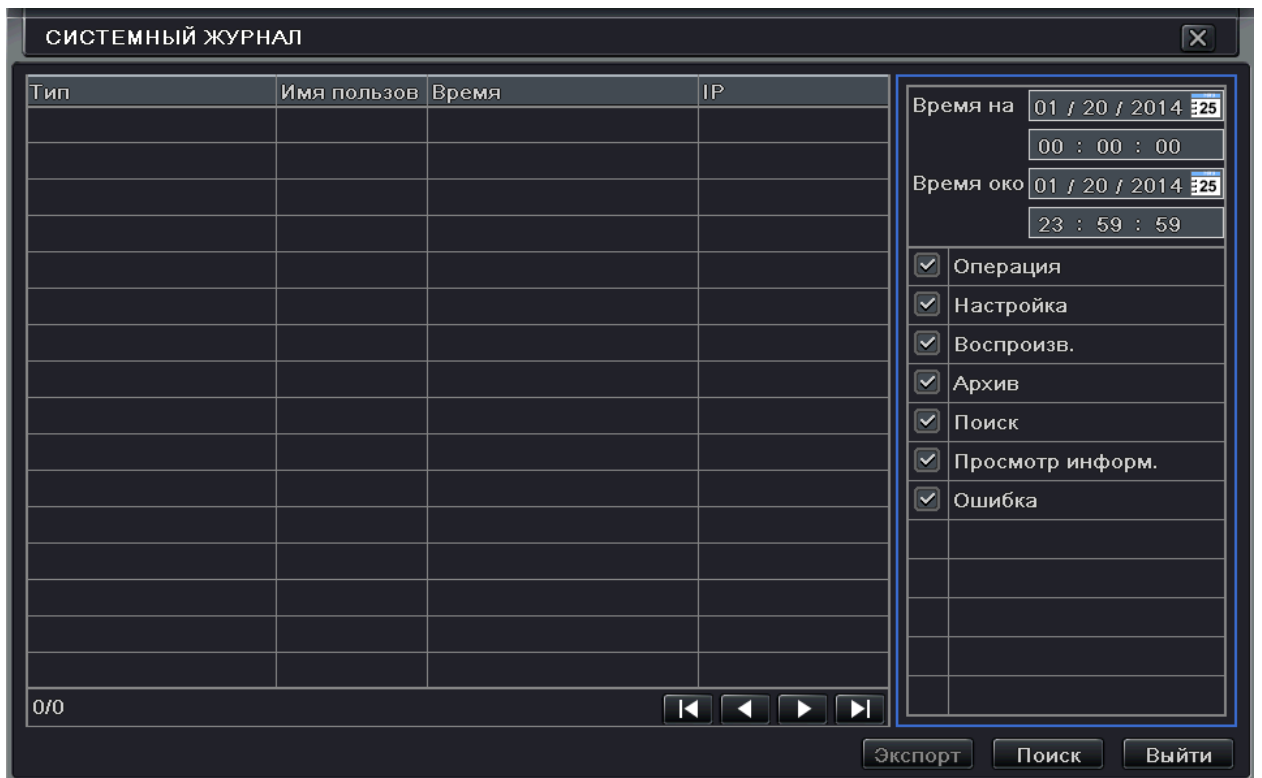 СИСТЕМНЫЙ ЖУРНАЛ
Тип Имя пользов Время IP
Время на 01 / 20 / 2014 25
00 : 00 : 00
Время око 01 / 20 / 2014 25
23 : 59 : 59
Операция
Настройка
Воспроизв.
Архив
Поиск
Просмотр информ.
Ошибка
0/0
Экспорт Поиск Выйти